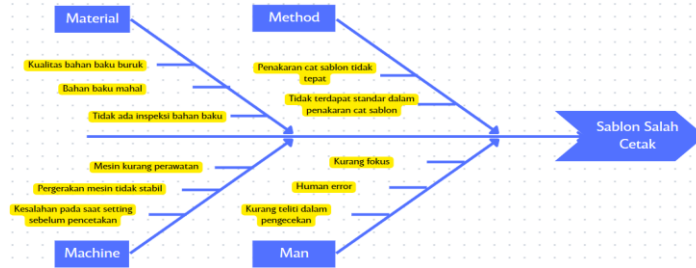 Material
Method
Kualitas bahan baku buruk
Bahan baku mahal
Tidak ada inspeksi bahan baku
Penakaran cat sablon tidak
tepat
Tidak terdapat standar dalam
penakaran cat sablon
Sablon Salah
Cetak
Mesin kurang perawatan
Pergerakan mesin tidak stabil
Kesalahan pada saat setting
sebelum pencetakan
Kurang fokus
Human error
Kurang teliti dalam
pengecekan
Machine
Man